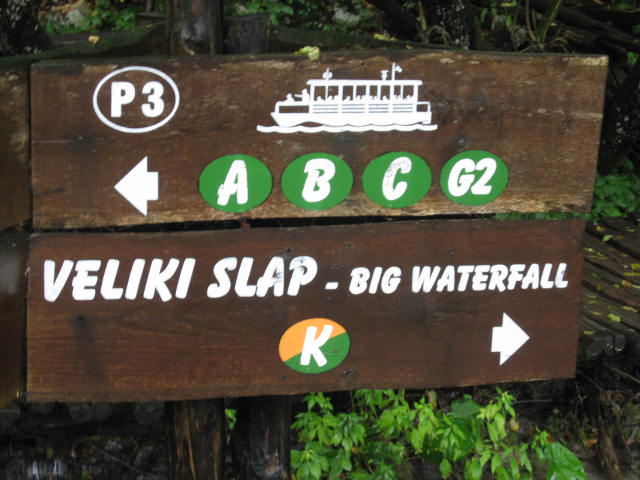 P3
A B C G2
VELIKI SLAP - BIG WATERFALL
K